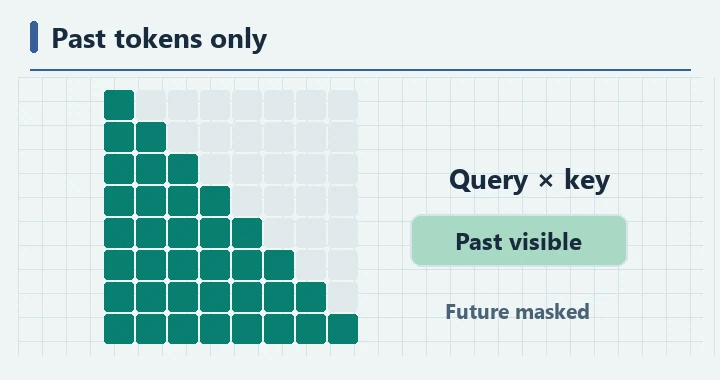 Past tokens only
Query × key
Past visible
Future masked